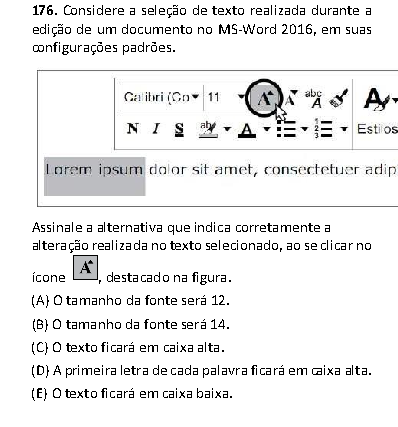 176. Considere a seleção de texto realizada durante a
edição de um documento no MS-Word 2016, em suas
configurações padrões.
Calibri (Co 11 A A abc A A
N I S aby A Estilos
Lorem ipsum dolor sit amet, consectetuer adip
Assinale a alternativa que indica corretamente a
alteração realizada no texto selecionado, ao se clicar no
ícone A, destacado na figura.
(A) O tamanho da fonte será 12.
(B) O tamanho da fonte será 14.
(C) O texto ficará em caixa alta.
(D) A primeira letra de cada palavra ficará em caixa alta.
(E) O texto ficará em caixa baixa.